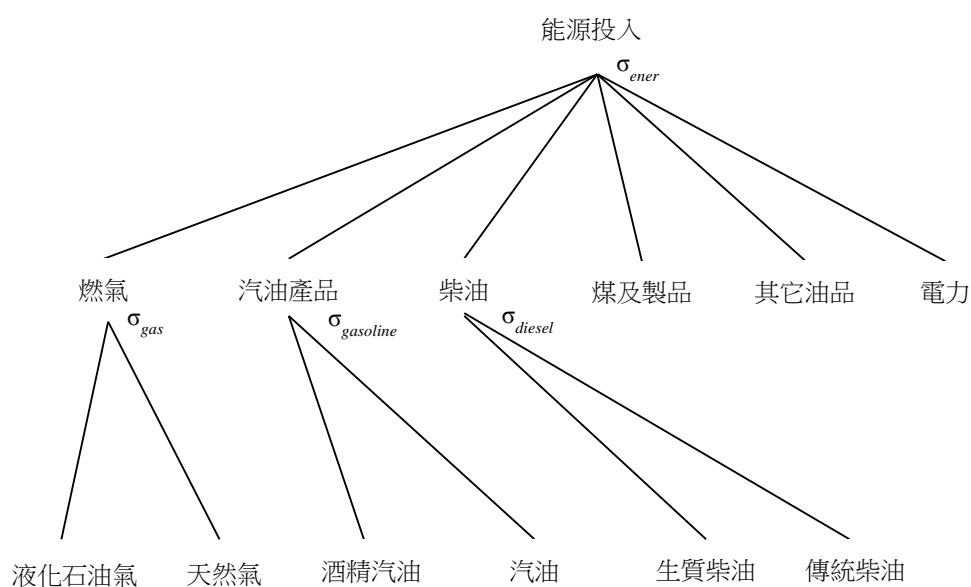 能源投入
σener
燃氣 汽油產品 柴油 煤及製品 其它油品 電力
σgas σgasoline σdiesel
液化石油氣 天然氣 酒精汽油 汽油 生質柴油 傳統柴油